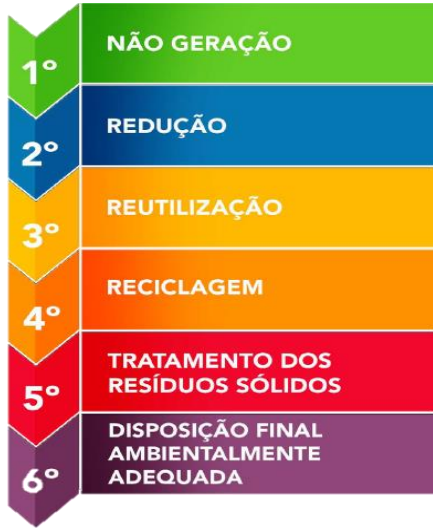 1º
NÃO GERAÇÃO
2º
REDUÇÃO
3º
REUTILIZAÇÃO
4º
RECICLAGEM
5º
TRATAMENTO DOS
RESÍDUOS SÓLIDOS
6º
DISPOSIÇÃO FINAL
AMBIENTALMENTE
ADEQUADA